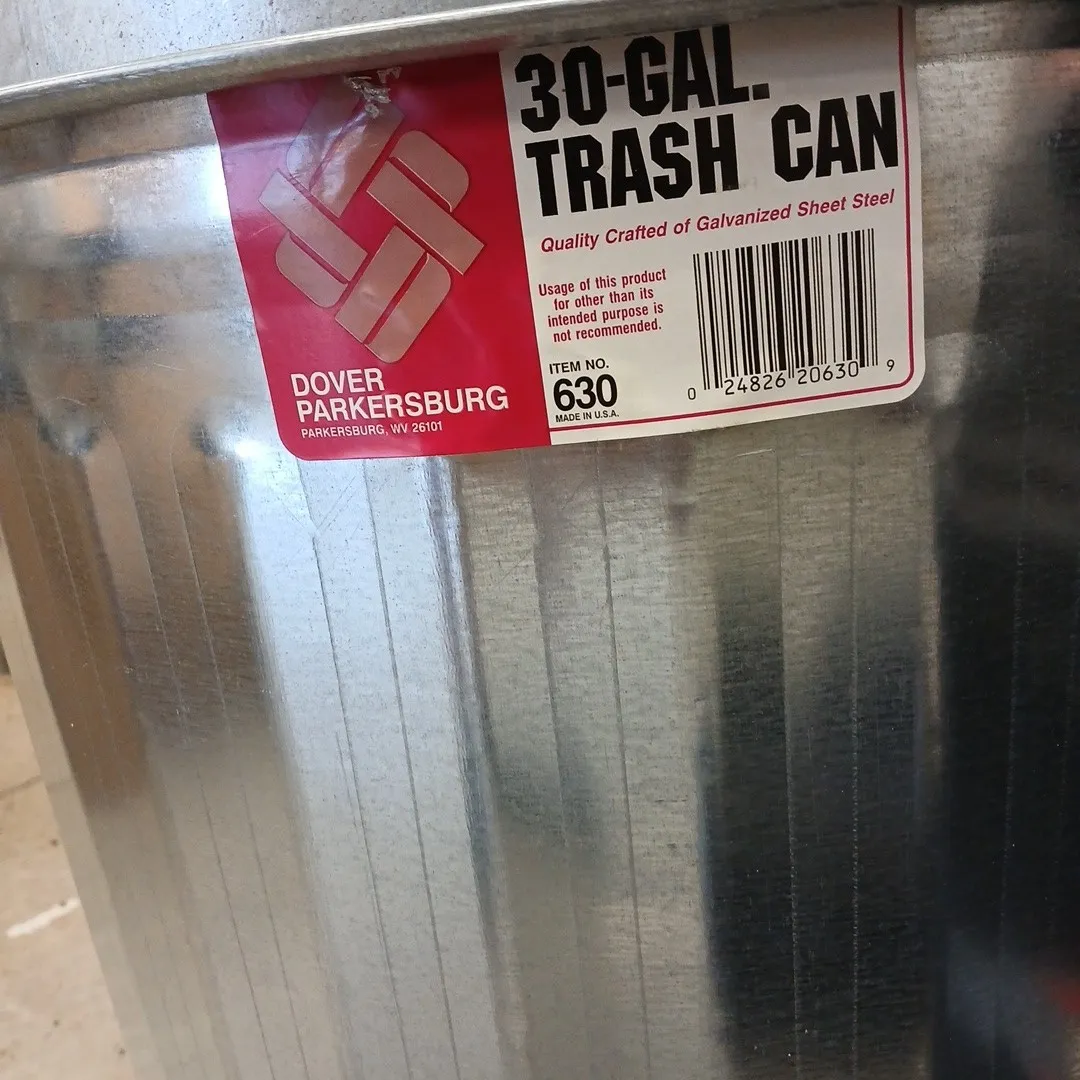 30-GAL.
TRASH CAN
Quality Crafted of Galvanized Sheet Steel
Usage of this product
for other than its
intended purpose is
not recommended.
ITEM NO.
630
MADE IN U.S.A.
0 24826 20630 9
DOVER
PARKERSBURG
PARKERSBURG, WV 26101